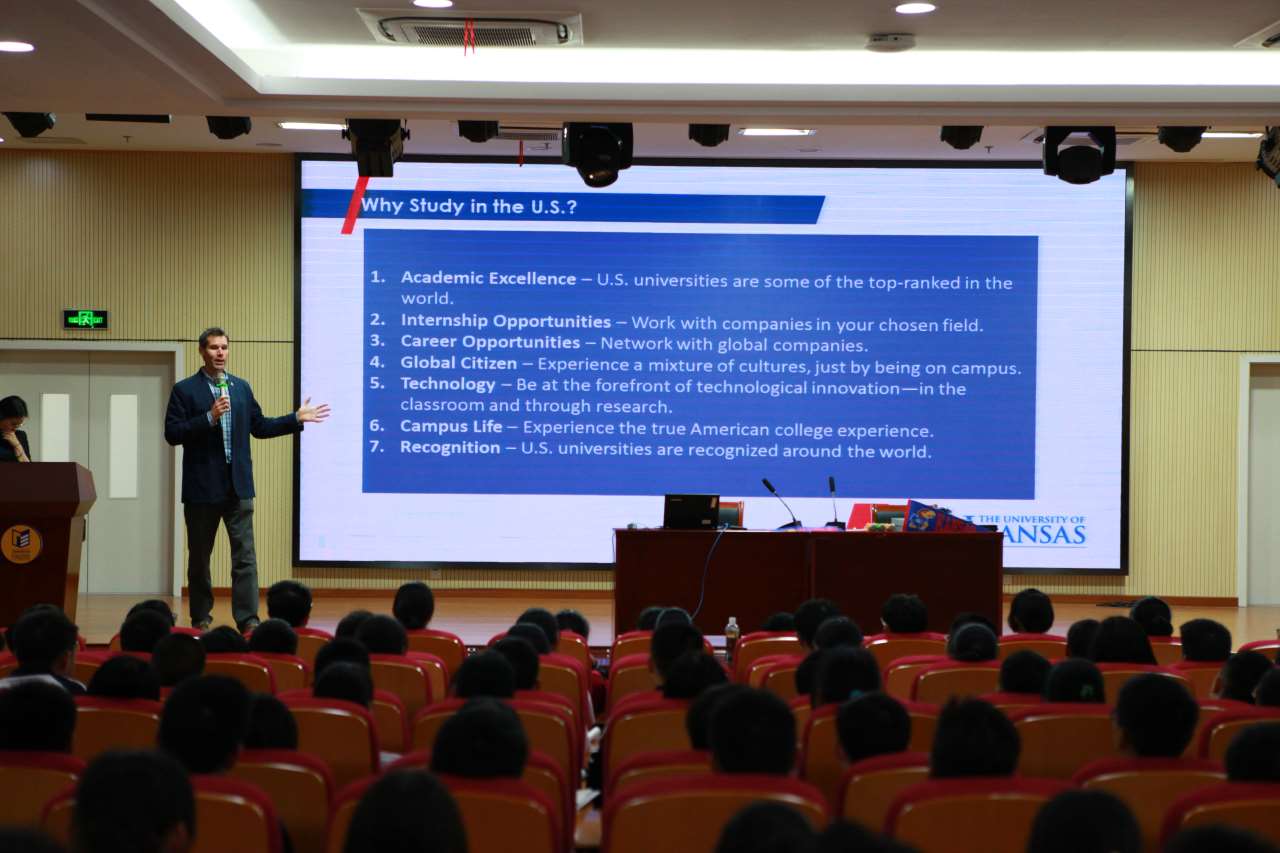 Why Study in the U.S.?
1. Academic Excellence – U.S. universities are some of the top-ranked in the
world.
2. Internship Opportunities – Work with companies in your chosen field.
3. Career Opportunities – Network with global companies.
4. Global Citizen – Experience a mixture of cultures, just by being on campus.
5. Technology – Be at the forefront of technological innovation—in the
classroom and through research.
6. Campus Life – Experience the true American college experience.
7. Recognition – U.S. universities are recognized around the world.
THE UNIVERSITY OF
ANSAS